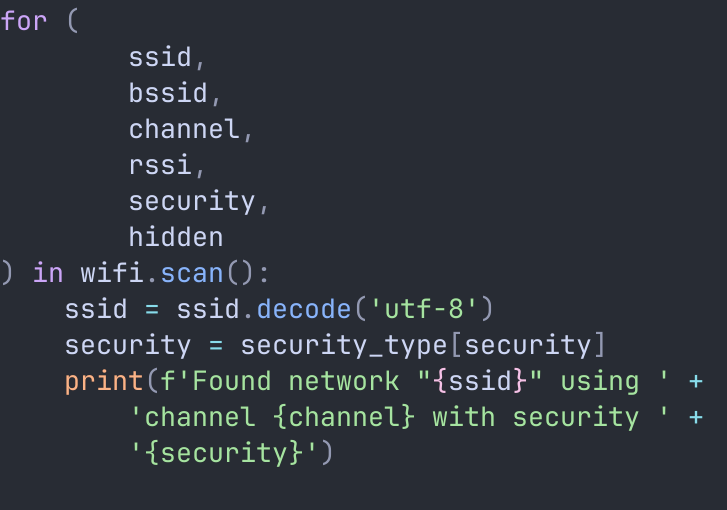 for (
        ssid,
        bssid,
        channel,
        rssi,
        security,
        hidden
) in wifi.scan():
    ssid = ssid.decode('utf-8')
    security = security_type[security]
    print(f'Found network "{ssid}" using ' +
        'channel {channel} with security ' +
        '{security}')